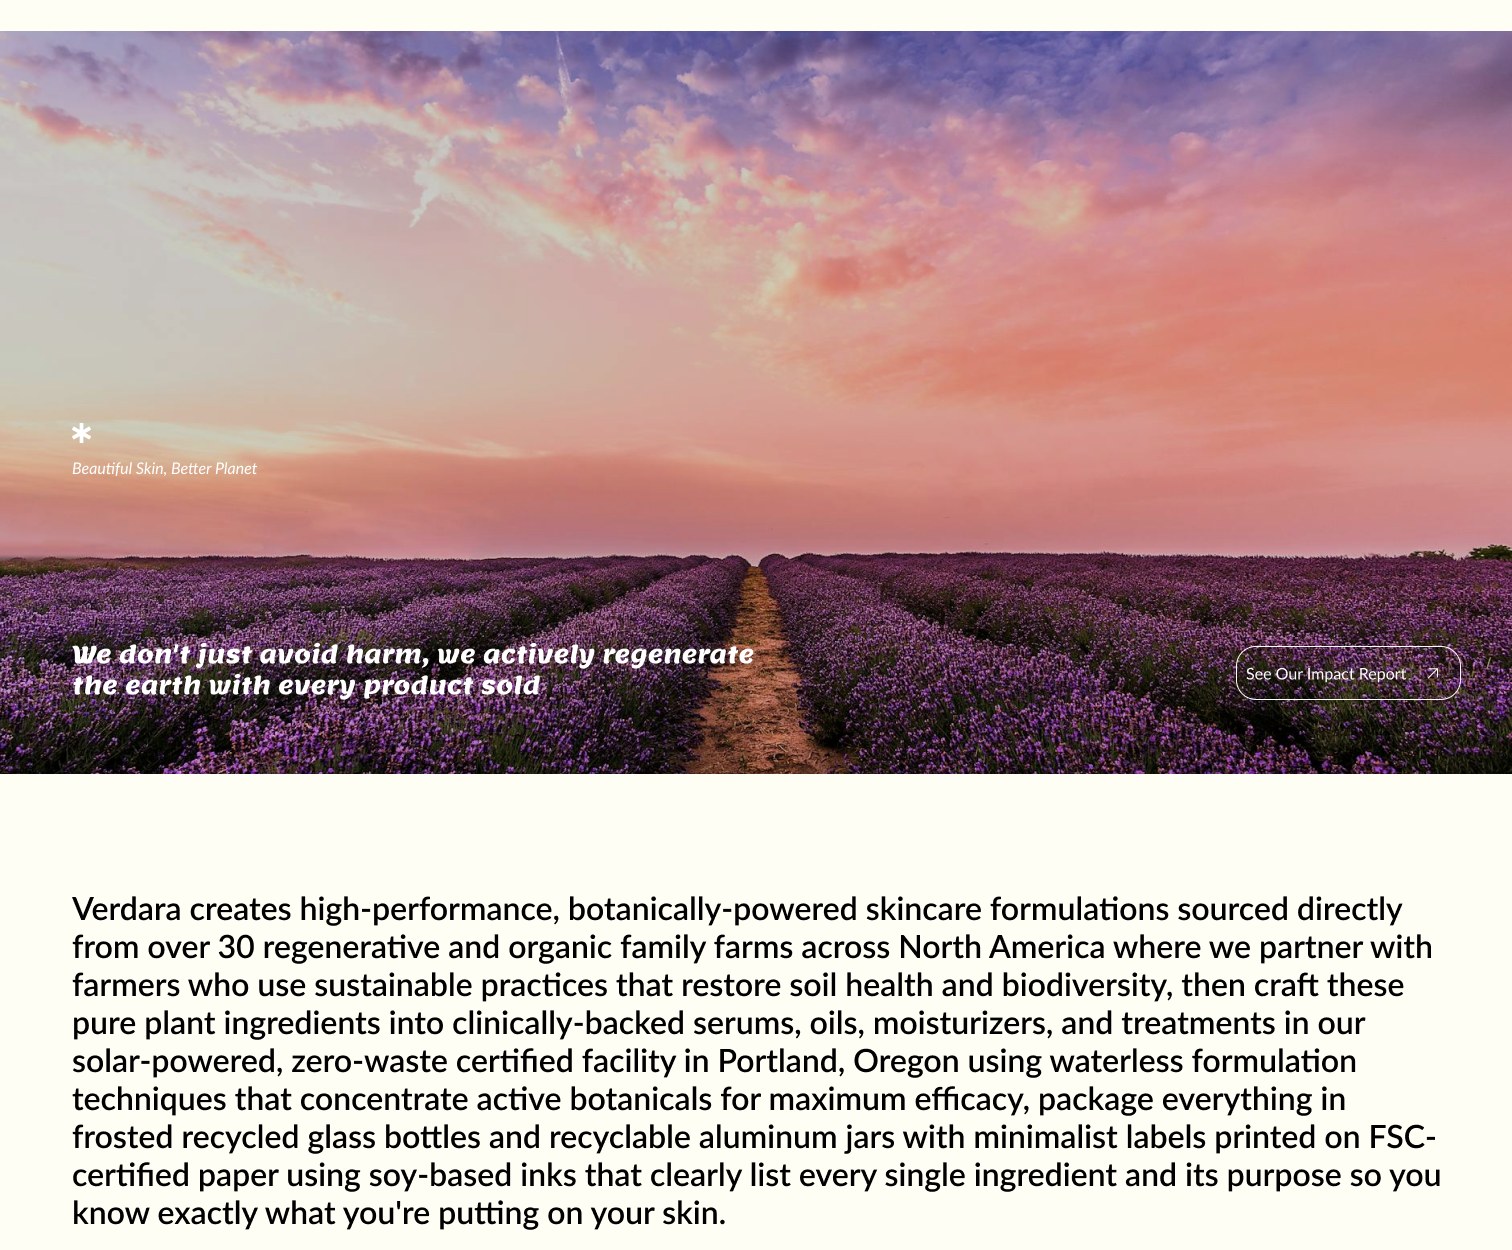 *
Beautiful Skin, Better Planet
We don't just avoid harm, we actively regenerate
the earth with every product sold
See Our Impact Report
Verdara creates high-performance, botanically-powered skincare formulations sourced directly
from over 30 regenerative and organic family farms across North America where we partner with
farmers who use sustainable practices that restore soil health and biodiversity, then craft these
pure plant ingredients into clinically-backed serums, oils, moisturizers, and treatments in our
solar-powered, zero-waste certified facility in Portland, Oregon using waterless formulation
techniques that concentrate active botanicals for maximum efficacy, package everything in
frosted recycled glass bottles and recyclable aluminum jars with minimalist labels printed on FSC-
certified paper using soy-based inks that clearly list every single ingredient and its purpose so you
know exactly what you're putting on your skin.